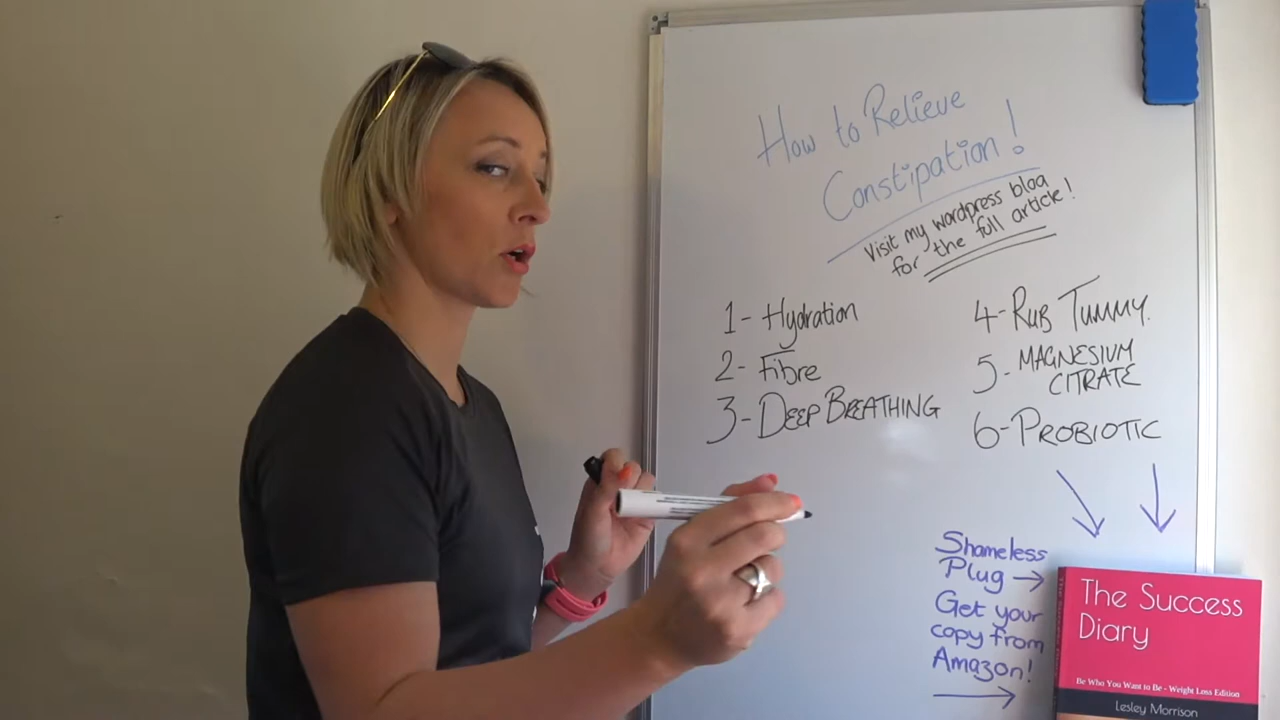 How to Relieve
Constipation!
Visit my wordpress bloa
for the full article!
1- Hydration
2- Fibre
3- DEEP BREATHING
4- RUB TUMMY.
5- MAGNESIUM
CITRATE
6- PROBIOTIC
Shameless
Plug →
Get your
copy from
Amazon!
The Success
Diary
Be Who You Want to Be - Weight Loss Edition
Lesley Morrison